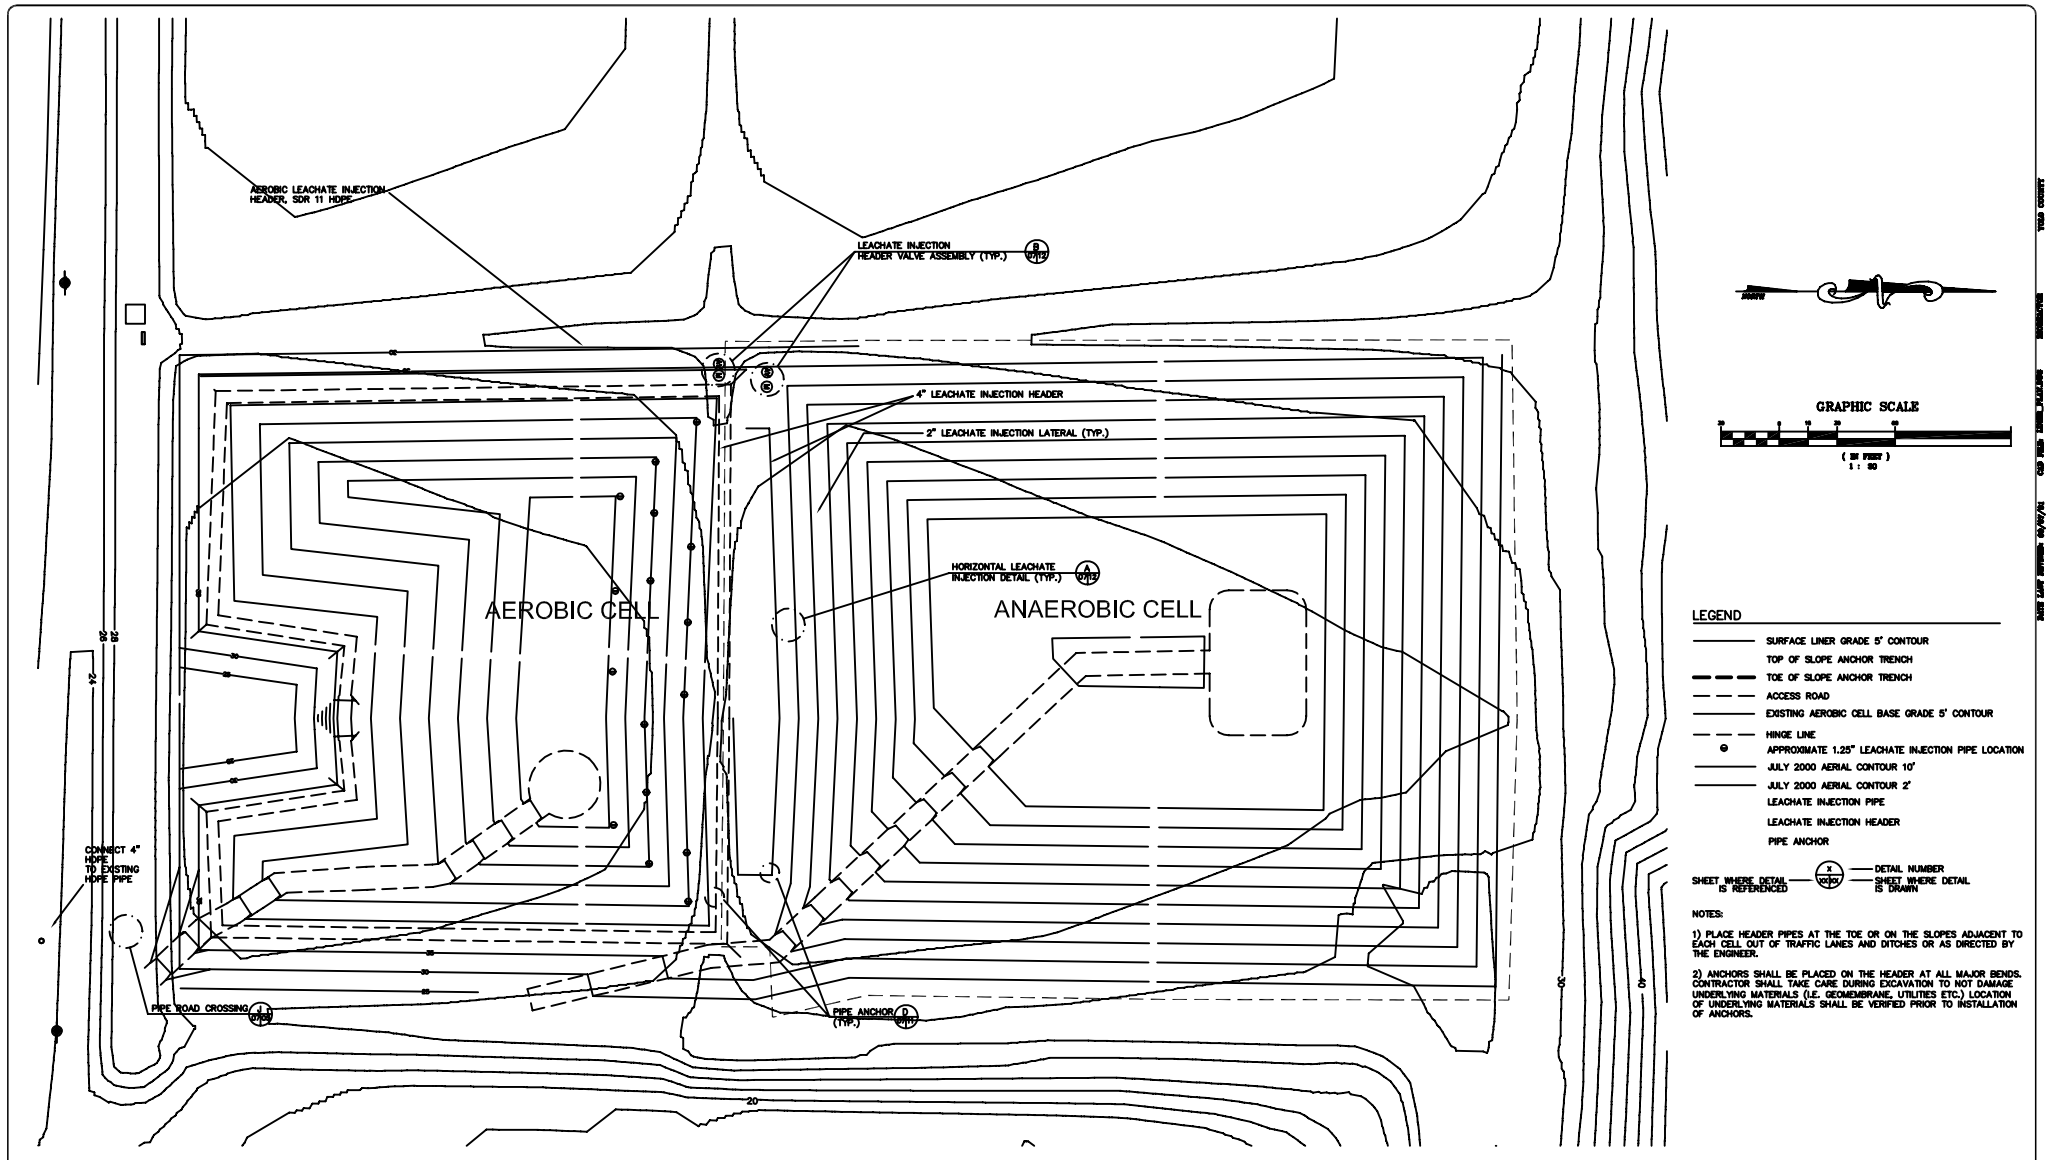 AEROBIC LEACHATE INJECTION
HEADER, SDR 11 HDPE
LEACHATE INJECTION
HEADER VALVE ASSEMBLY (TYP.)
B
4" LEACHATE INJECTION HEADER
2" LEACHATE INJECTION LATERAL (TYP.)
HORIZONTAL LEACHATE
INJECTION DETAIL (TYP.)
A
AEROBIC CELL
ANAEROBIC CELL
26
28
24
CONNECT 4"
HDPE
TO EXISTING
HDPE PIPE
PIPE ROAD CROSSING
J
PIPE ANCHOR
(TYP.)
D
20
30
40
NORTH
GRAPHIC SCALE
( IN FEET )
LEGEND
SURFACE LINER GRADE 5' CONTOUR
TOP OF SLOPE ANCHOR TRENCH
TOE OF SLOPE ANCHOR TRENCH
ACCESS ROAD
EXISTING AEROBIC CELL BASE GRADE 5' CONTOUR
HINGE LINE
APPROXIMATE 1.25" LEACHATE INJECTION PIPE LOCATION
JULY 2000 AERIAL CONTOUR 10'
JULY 2000 AERIAL CONTOUR 2'
LEACHATE INJECTION PIPE
LEACHATE INJECTION HEADER
PIPE ANCHOR
X
DETAIL NUMBER
SHEET WHERE DETAIL
IS REFERENCED
SHEET WHERE DETAIL
IS DRAWN
NOTES:
1) PLACE HEADER PIPES AT THE TOE OR ON THE SLOPES ADJACENT TO
EACH CELL OUT OF TRAFFIC LANES AND DITCHES OR AS DIRECTED BY
THE ENGINEER.
2) ANCHORS SHALL BE PLACED ON THE HEADER AT ALL MAJOR BENDS.
CONTRACTOR SHALL TAKE CARE DURING EXCAVATION TO NOT DAMAGE
UNDERLYING MATERIALS (I.E. GEOMEMBRANE, UTILITIES ETC.) LOCATION
OF UNDERLYING MATERIALS SHALL BE VERIFIED PRIOR TO INSTALLATION
OF ANCHORS.
YOLO COUNTY